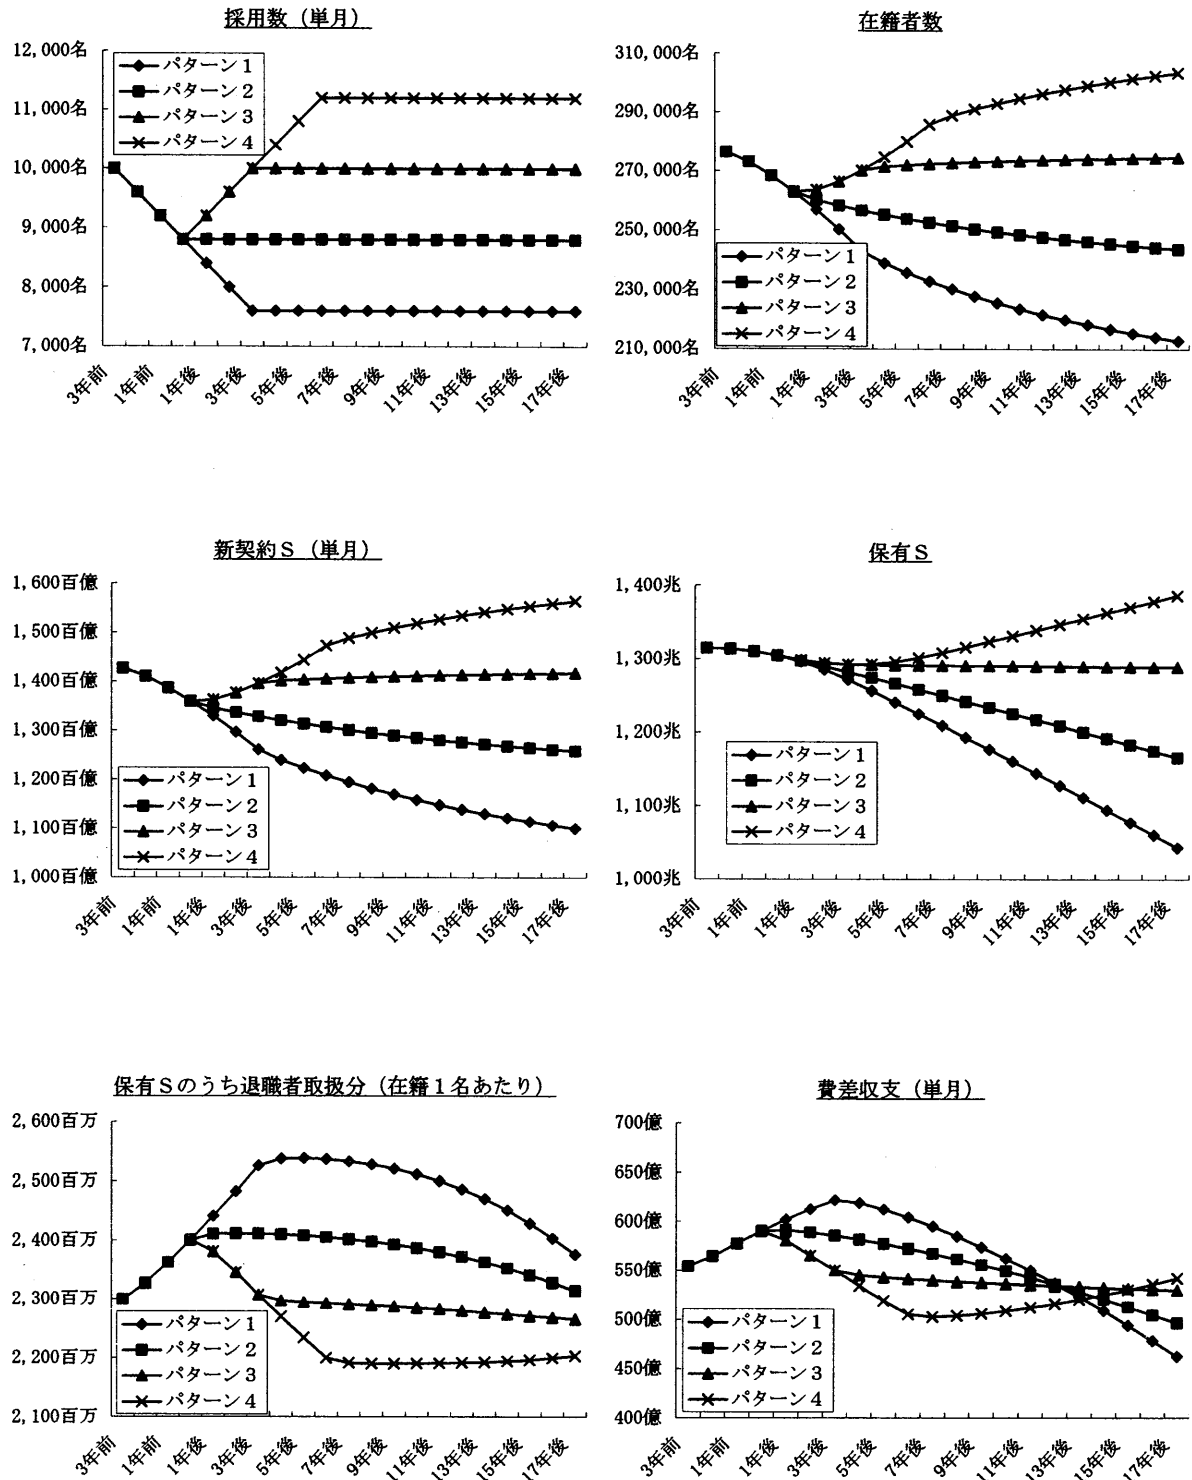 採用数（単月）
12,000名
11,000名
10,000名
9,000名
8,000名
7,000名
パターン１
パターン２
パターン３
パターン４
3年前
1年前
1年後
3年後
5年後
7年後
9年後
11年後
13年後
15年後
17年後
在籍者数
310,000名
290,000名
270,000名
250,000名
230,000名
210,000名
パターン１
パターン２
パターン３
パターン４
3年前
1年前
1年後
3年後
5年後
7年後
9年後
11年後
13年後
15年後
17年後
新契約Ｓ（単月）
1,600百億
1,500百億
1,400百億
1,300百億
1,200百億
1,100百億
1,000百億
パターン１
パターン２
パターン３
パターン４
3年前
1年前
1年後
3年後
5年後
7年後
9年後
11年後
13年後
15年後
17年後
保有Ｓ
1,400兆
1,300兆
1,200兆
1,100兆
1,000兆
パターン１
パターン２
パターン３
パターン４
3年前
1年前
1年後
3年後
5年後
7年後
9年後
11年後
13年後
15年後
17年後
保有Ｓのうち退職者取扱分（在籍１名あたり）
2,600百万
2,500百万
2,400百万
2,300百万
2,200百万
2,100百万
パターン１
パターン２
パターン３
パターン４
3年前
1年前
1年後
3年後
5年後
7年後
9年後
11年後
13年後
15年後
17年後
費差収支（単月）
700億
650億
600億
550億
500億
450億
400億
パターン１
パターン２
パターン３
パターン４
3年前
1年前
1年後
3年後
5年後
7年後
9年後
11年後
13年後
15年後
17年後